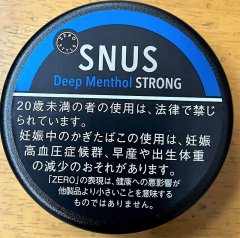 SNUS
Deep Menthol STRONG
20歳未満の者の使用は、法律で禁じ
られています。
妊娠中のかぎたばこの使用は、妊娠
高血圧症候群、早産や出生体重
の減少のおそれがあります。
「ZERO」の表現は、健康への悪影響が
他製品より小さいことを意味する
ものではありません。